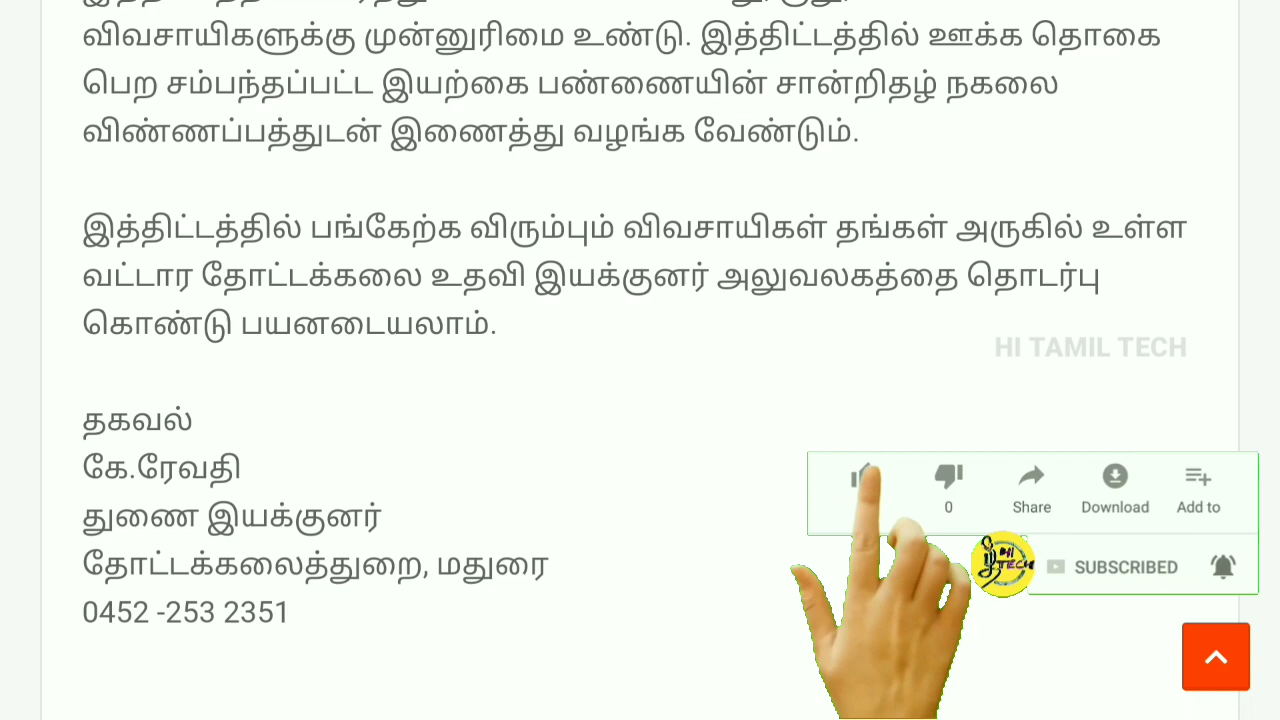 விவசாயிகளுக்கு முன்னுரிமை உண்டு. இத்திட்டத்தில் ஊக்க தொகை
பெற சம்பந்தப்பட்ட இயற்கை பண்ணையின் சான்றிதழ் நகலை
விண்ணப்பத்துடன் இணைத்து வழங்க வேண்டும்.
இத்திட்டத்தில் பங்கேற்க விரும்பும் விவசாயிகள் தங்கள் அருகில் உள்ள
வட்டார தோட்டக்கலை உதவி இயக்குனர் அலுவலகத்தை தொடர்பு
கொண்டு பயனடையலாம்.
HI TAMIL TECH
தகவல்
கே.ரேவதி
துணை இயக்குனர்
தோட்டக்கலைத்துறை, மதுரை
0452 -253 2351
0 Share Download Add to
HI TECH
SUBSCRIBED